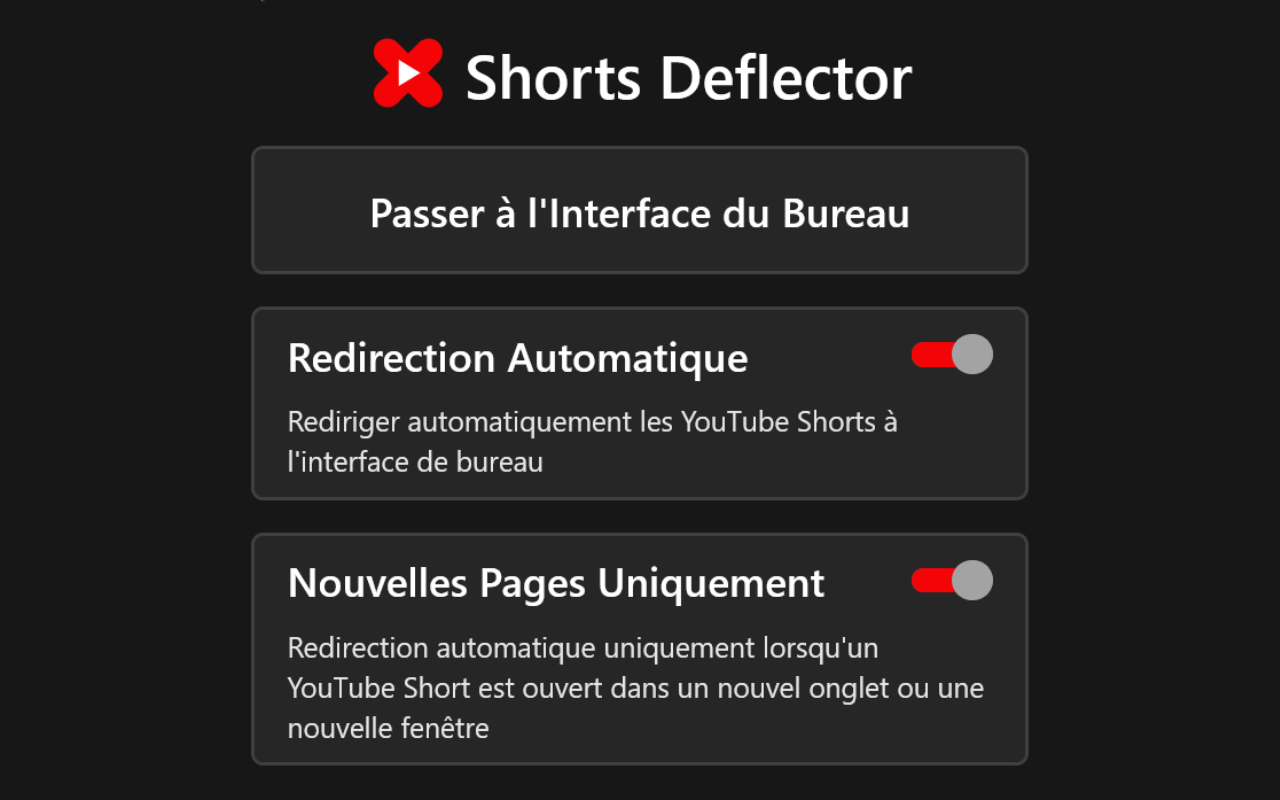 Shorts Deflector
Passer à l'Interface du Bureau
Redirection Automatique
Rediriger automatiquement les YouTube Shorts à
l'interface de bureau
Nouvelles Pages Uniquement
Redirection automatique uniquement lorsqu'un
YouTube Short est ouvert dans un nouvel onglet ou une
nouvelle fenêtre